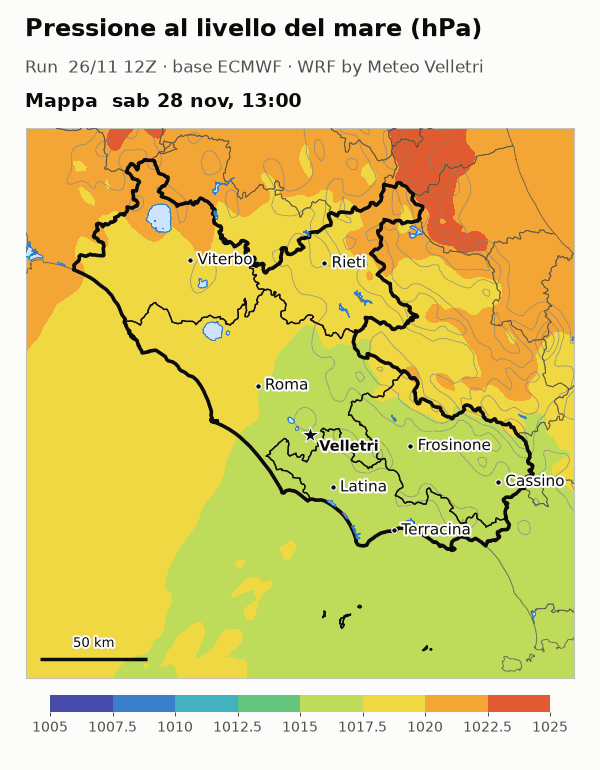 Pressione al livello del mare (hPa)
Run  26/11 12Z · base ECMWF · WRF by Meteo Velletri
Mappa  sab 28 nov, 13:00
Viterbo
Rieti
Roma
Velletri
Frosinone
Cassino
Latina
Terracina
50 km
1005 1007.5 1010 1012.5 1015 1017.5 1020 1022.5 1025